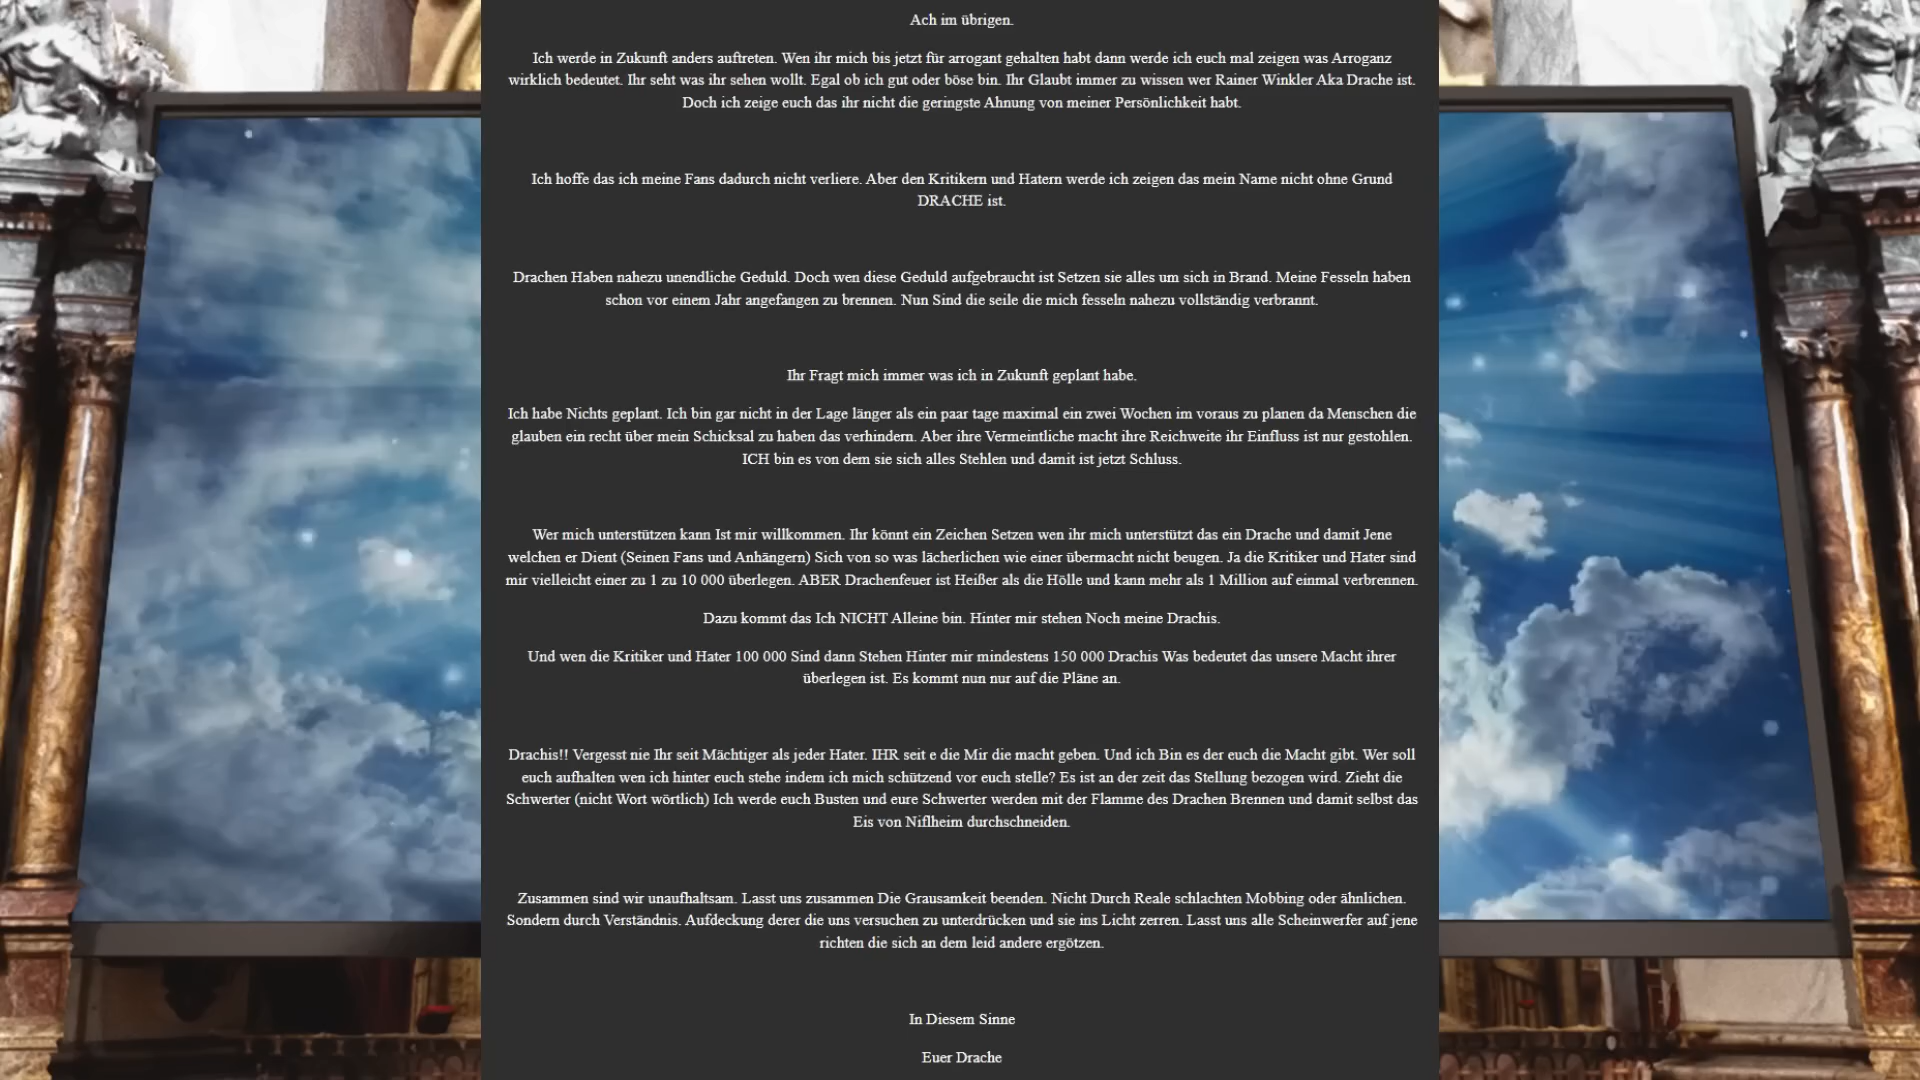 Ach im übrigen.
Ich werde in Zukunft anders auftreten. Wen ihr mich bis jetzt für arrogant gehalten habt dann werde ich euch mal zeigen was Arroganz
wirklich bedeutet. Ihr seht was ihr sehen wollt. Egal ob ich gut oder böse bin. Ihr Glaubt immer zu wissen wer Rainer Winkler Aka Drache ist.
Doch ich zeige euch das ihr nicht die geringste Ahnung von meiner Persönlichkeit habt.
Ich hoffe das ich meine Fans dadurch nicht verliere. Aber den Kritikern und Hatern werde ich zeigen das mein Name nicht ohne Grund
DRACHE ist.
Drachen Haben nahezu unendliche Geduld. Doch wen diese Geduld aufgebraucht ist Setzen sie alles um sich in Brand. Meine Fesseln haben
schon vor einem Jahr angefangen zu brennen. Nun Sind die seile die mich fesseln nahezu vollständig verbrannt.
Ihr Fragt mich immer was ich in Zukunft geplant habe.
Ich habe Nichts geplant. Ich bin gar nicht in der Lage länger als ein paar tage maximal ein zwei Wochen im voraus zu planen da Menschen die
glauben ein recht über mein Schicksal zu haben das verhindern. Aber ihre Vermeintliche macht ihre Reichweite ihr Einfluss ist nur gestohlen.
ICH bin es von dem sie sich alles Stehlen und damit ist jetzt Schluss.
Wer mich unterstützen kann Ist mir willkommen. Ihr könnt ein Zeichen Setzen wen ihr mich unterstützt das ein Drache und damit Jene
welchen er Dient (Seinen Fans und Anhängern) Sich von so was lächerlichen wie einer übermacht nicht beugen. Ja die Kritiker und Hater sind
mir vielleicht einer zu 1 zu 10 000 überlegen. ABER Drachenfeuer ist Heißer als die Hölle und kann mehr als 1 Million auf einmal verbrennen.
Dazu kommt das Ich NICHT Alleine bin. Hinter mir stehen Noch meine Drachis.
Und wen die Kritiker und Hater 100 000 Sind dann Stehen Hinter mir mindestens 150 000 Drachis Was bedeutet das unsere Macht ihrer
überlegen ist. Es kommt nun nur auf die Pläne an.
Drachis!! Vergesst nie Ihr seit Mächtiger als jeder Hater. IHR seit e die Mir die macht geben. Und ich Bin es der euch die Macht gibt. Wer soll
euch aufhalten wen ich hinter euch stehe indem ich mich schützend vor euch stelle? Es ist an der zeit das Stellung bezogen wird. Zieht die
Schwerter (nicht Wort wörtlich) Ich werde euch Busten und eure Schwerter werden mit der Flamme des Drachen Brennen und damit selbst das
Eis von Niflheim durchschneiden.
Zusammen sind wir unaufhaltsam. Lasst uns zusammen Die Grausamkeit beenden. Nicht Durch Reale schlachten Mobbing oder ähnlichen.
Sondern durch Verständnis. Aufdeckung derer die uns versuchen zu unterdrücken und sie ins Licht zerren. Lasst uns alle Scheinwerfer auf jene
richten die sich an dem leid andere ergötzen.
In Diesem Sinne
Euer Drache